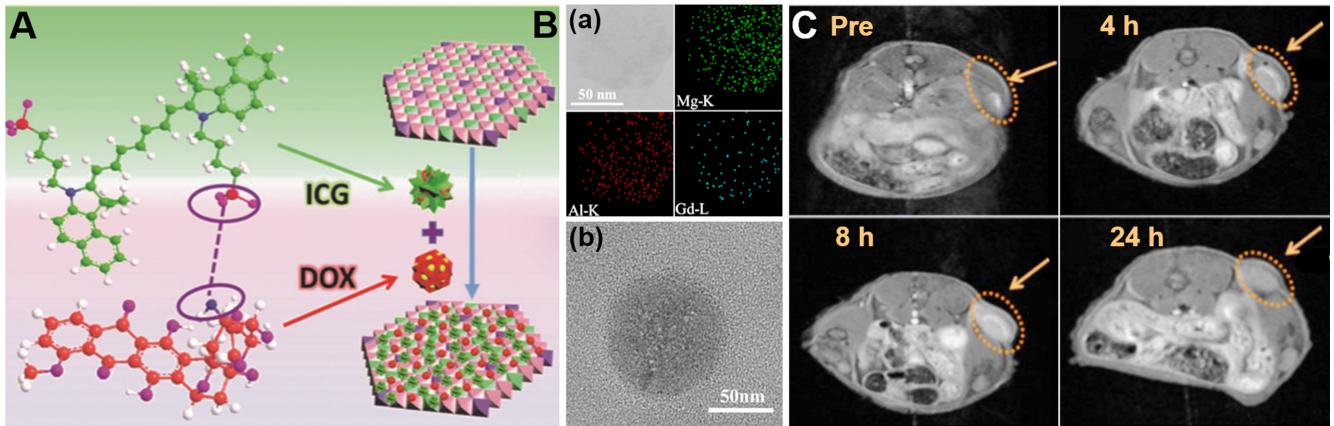 A
ICG
DOX
B
(a)
50 nm
Mg-K
Al-K
Gd-L
(b)
50nm
C
Pre
4 h
8 h
24 h